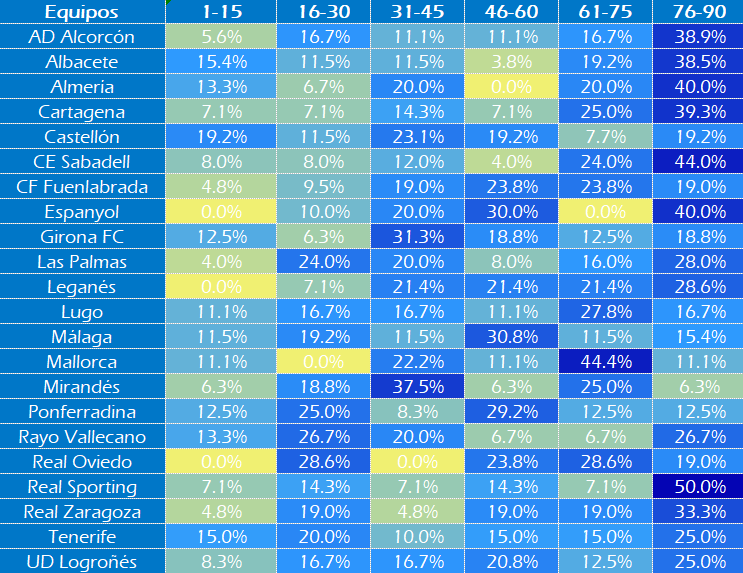 Equipos 1-15 16-30 31-45 46-60 61-75 76-90
AD Alcorcón 5.6% 16.7% 11.1% 11.1% 16.7% 38.9%
Albacete 15.4% 11.5% 11.5% 3.8% 19.2% 38.5%
Almería 13.3% 6.7% 20.0% 0.0% 20.0% 40.0%
Cartagena 7.1% 7.1% 14.3% 7.1% 25.0% 39.3%
Castellón 19.2% 11.5% 23.1% 19.2% 7.7% 19.2%
CE Sabadell 8.0% 8.0% 12.0% 4.0% 24.0% 44.0%
CF Fuenlabrada 4.8% 9.5% 19.0% 23.8% 23.8% 19.0%
Espanyol 0.0% 10.0% 20.0% 30.0% 0.0% 40.0%
Girona FC 12.5% 6.3% 31.3% 18.8% 12.5% 18.8%
Las Palmas 4.0% 24.0% 20.0% 8.0% 16.0% 28.0%
Leganés 0.0% 7.1% 21.4% 21.4% 21.4% 28.6%
Lugo 11.1% 16.7% 16.7% 11.1% 27.8% 16.7%
Málaga 11.5% 19.2% 11.5% 30.8% 11.5% 15.4%
Mallorca 11.1% 0.0% 22.2% 11.1% 44.4% 11.1%
Mirandés 6.3% 18.8% 37.5% 6.3% 25.0% 6.3%
Ponferradina 12.5% 25.0% 8.3% 29.2% 12.5% 12.5%
Rayo Vallecano 13.3% 26.7% 20.0% 6.7% 6.7% 26.7%
Real Oviedo 0.0% 28.6% 0.0% 23.8% 28.6% 19.0%
Real Sporting 7.1% 14.3% 7.1% 14.3% 7.1% 50.0%
Real Zaragoza 4.8% 19.0% 4.8% 19.0% 19.0% 33.3%
Tenerife 15.0% 20.0% 10.0% 15.0% 15.0% 25.0%
UD Logroñés 8.3% 16.7% 16.7% 20.8% 12.5% 25.0%